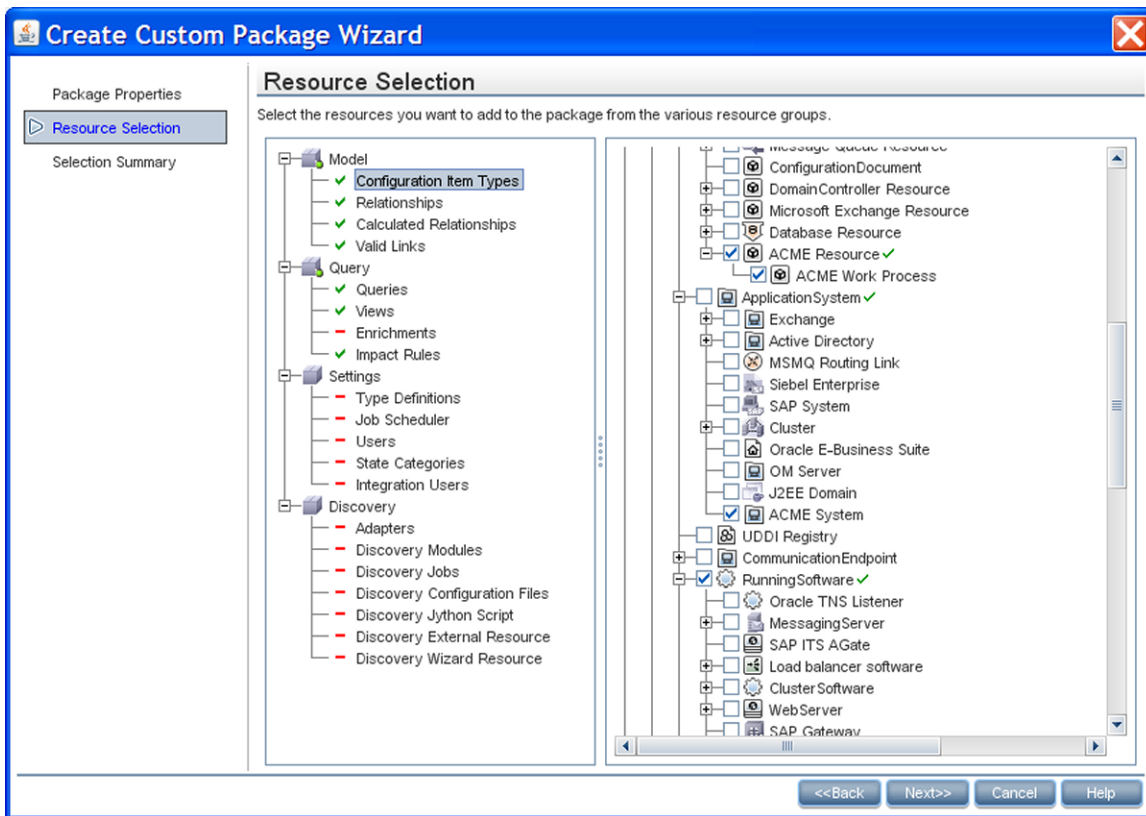 Create Custom Package Wizard
Package Properties
Resource Selection
Selection Summary
Resource Selection
Select the resources you want to add to the package from the various resource groups.
Model
Configuration Item Types
Relationships
Calculated Relationships
Valid Links
Query
Queries
Views
Enrichments
Impact Rules
Settings
Type Definitions
Job Scheduler
Users
State Categories
Integration Users
Discovery
Adapters
Discovery Modules
Discovery Jobs
Discovery Configuration Files
Discovery Jython Script
Discovery External Resource
Discovery Wizard Resource
Message Queue Resource
ConfigurationDocument
DomainController Resource
Microsoft Exchange Resource
Database Resource
ACME Resource
ACME Work Process
ApplicationSystem
Exchange
Active Directory
MSMQ Routing Link
Siebel Enterprise
SAP System
Cluster
Oracle E-Business Suite
OM Server
J2EE Domain
ACME System
UDDI Registry
CommunicationEndpoint
RunningSoftware
Oracle TNS Listener
MessagingServer
SAP ITS AGate
Load balancer software
ClusterSoftware
WebServer
SAP Gateway
<<Back
Next>>
Cancel
Help